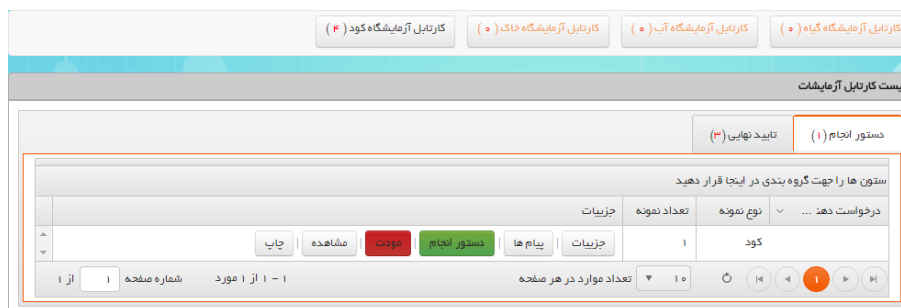 کارتابل آزمایشگاه گیاه ( ۰ ) کارتابل آزمایشگاه آب ( ۰ ) کارتابل آزمایشگاه خاک ( ۰ ) کارتابل آزمایشگاه کود ( ۴ )
یست کارتابل آزمایشات
دستور انجام (۱) تایید نهایی (۳)
ستون ها را جهت گروه بندی در اینجا قرار دهید
درخواست دهند ... نوع نمونه تعداد نمونه جزییات
کود ۱ جزییات | پیام ها | دستور انجام | عودت | مشاهده | چاپ
۱ ۱۰ تعداد موارد در هر صفحه ۱ - ۱ از ۱ مورد شماره صفحه ۱ از ۱